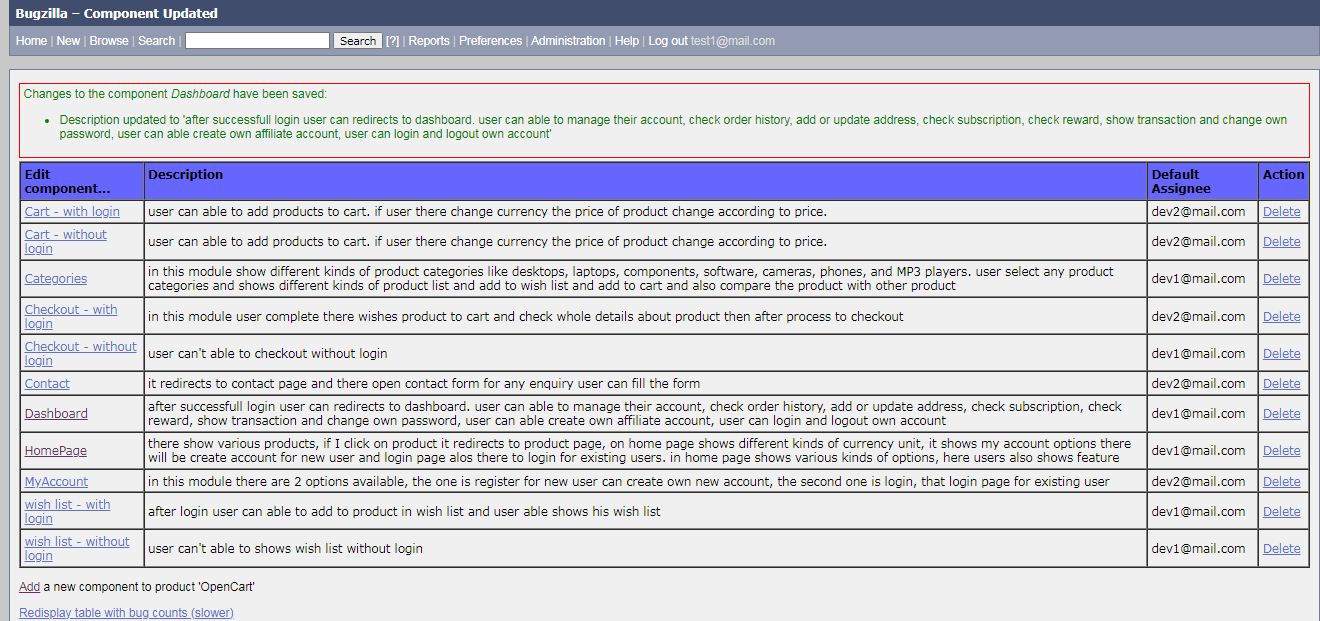 Bugzilla – Component Updated
Home | New | Browse | Search | Search [?] | Reports | Preferences | Administration | Help | Log out test1@mail.com
Changes to the component Dashboard have been saved:
• Description updated to 'after successfull login user can redirects to dashboard. user can able to manage their account, check order history, add or update address, check subscription, check reward, show transaction and change own
password, user can able create own affiliate account, user can login and logout own account'
Edit
component...
Description
Default
Assignee
Action
Cart - with login
user can able to add products to cart. if user there change currency the price of product change according to price.
dev2@mail.com
Delete
Cart - without
login
user can able to add products to cart. if user there change currency the price of product change according to price.
dev2@mail.com
Delete
Categories
in this module show different kinds of product categories like desktops, laptops, components, software, cameras, phones, and MP3 players. user select any product
categories and shows different kinds of product list and add to wish list and add to cart and also compare the product with other product
dev1@mail.com
Delete
Checkout - with
login
in this module user complete there wishes product to cart and check whole details about product then after process to checkout
dev2@mail.com
Delete
Checkout - without
login
user can't able to checkout without login
dev1@mail.com
Delete
Contact
it redirects to contact page and there open contact form for any enquiry user can fill the form
dev2@mail.com
Delete
Dashboard
after successfull login user can redirects to dashboard. user can able to manage their account, check order history, add or update address, check subscription, check
reward, show transaction and change own password, user can able create own affiliate account, user can login and logout own account
dev1@mail.com
Delete
HomePage
there show various products, if I click on product it redirects to product page, on home page shows different kinds of currency unit, it shows my account options there
will be create account for new user and login page alos there to login for existing users. in home page shows various kinds of options, here users also shows feature
dev1@mail.com
Delete
MyAccount
in this module there are 2 options available, the one is register for new user can create own new account, the second one is login, that login page for existing user
dev2@mail.com
Delete
wish list - with
login
after login user can able to add to product in wish list and user able shows his wish list
dev1@mail.com
Delete
wish list - without
login
user can't able to shows wish list without login
dev1@mail.com
Delete
Add a new component to product 'OpenCart'
Redisplay table with bug counts (slower)